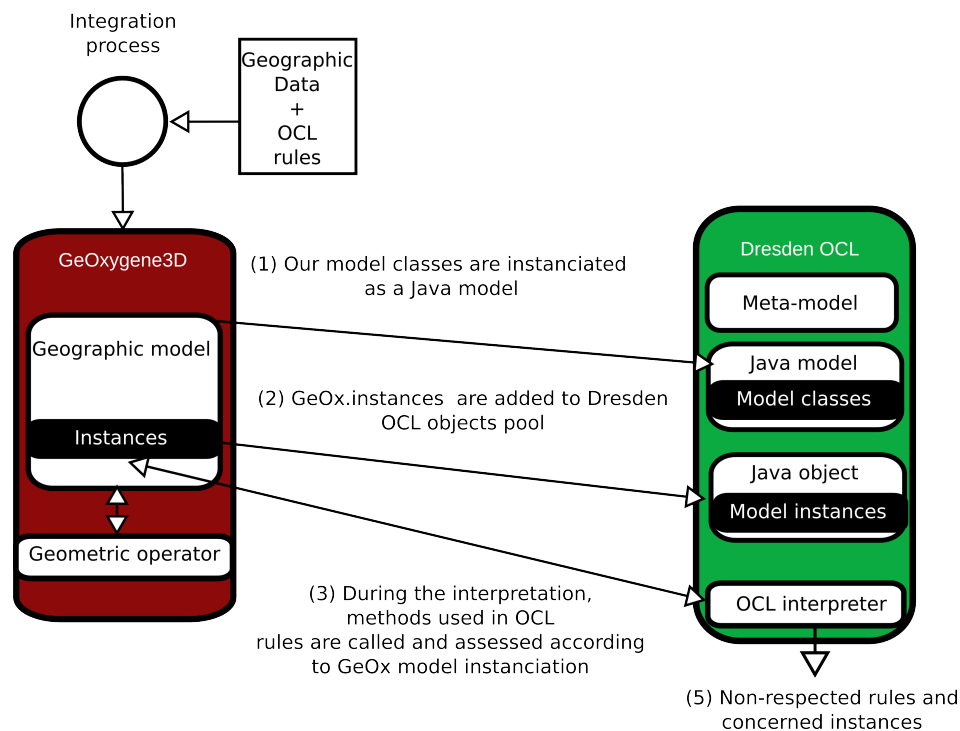 Integration
process
Geographic
Data
+
OCL
rules
GeOxygene3D
Geographic model
Instances
Geometric operator
(1) Our model classes are instanciated
as a Java model
(2) GeOx.instances  are added to Dresden
OCL objects pool
(3) During the interpretation,
methods used in OCL
rules are called and assessed according
to GeOx model instanciation
Dresden OCL
Meta-model
Java model
Model classes
Java object
Model instances
OCL interpreter
(5) Non-respected rules and
concerned instances